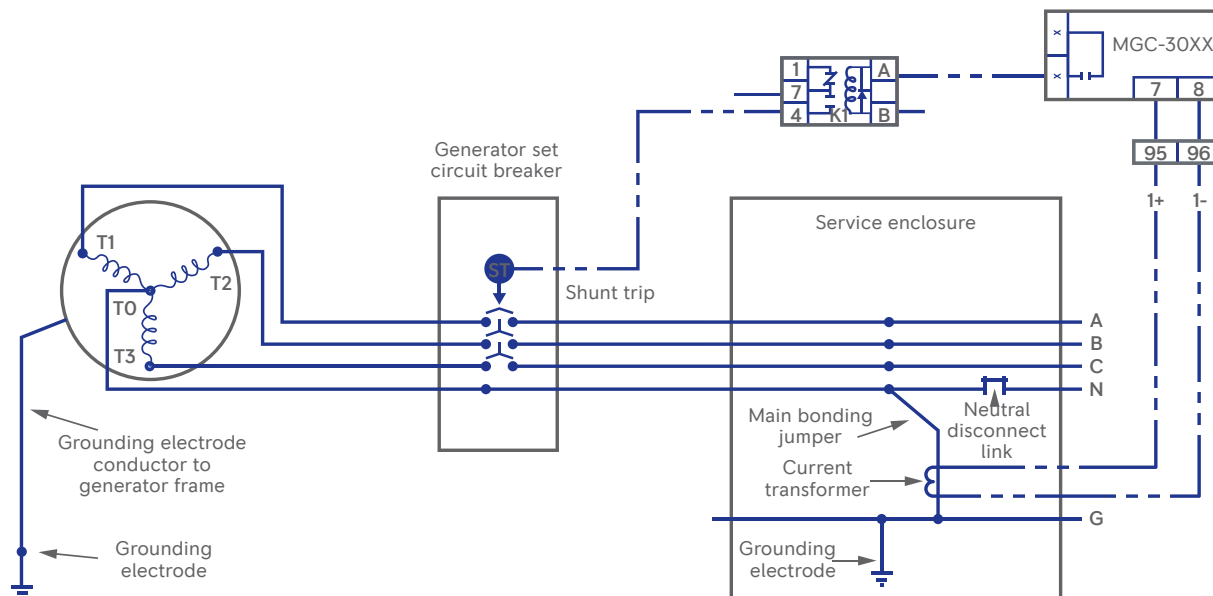 x
MGC-30XX
x
7 8
1 A
7
4 K1 B
95 96
1+ 1-
Generator set
circuit breaker
Service enclosure
T1
T2
T0
T3
ST
Shunt trip
A
B
C
N
Main bonding
jumper
Neutral
disconnect
link
Current
transformer
Grounding electrode
conductor to
generator frame
G
Grounding
electrode
Grounding
electrode